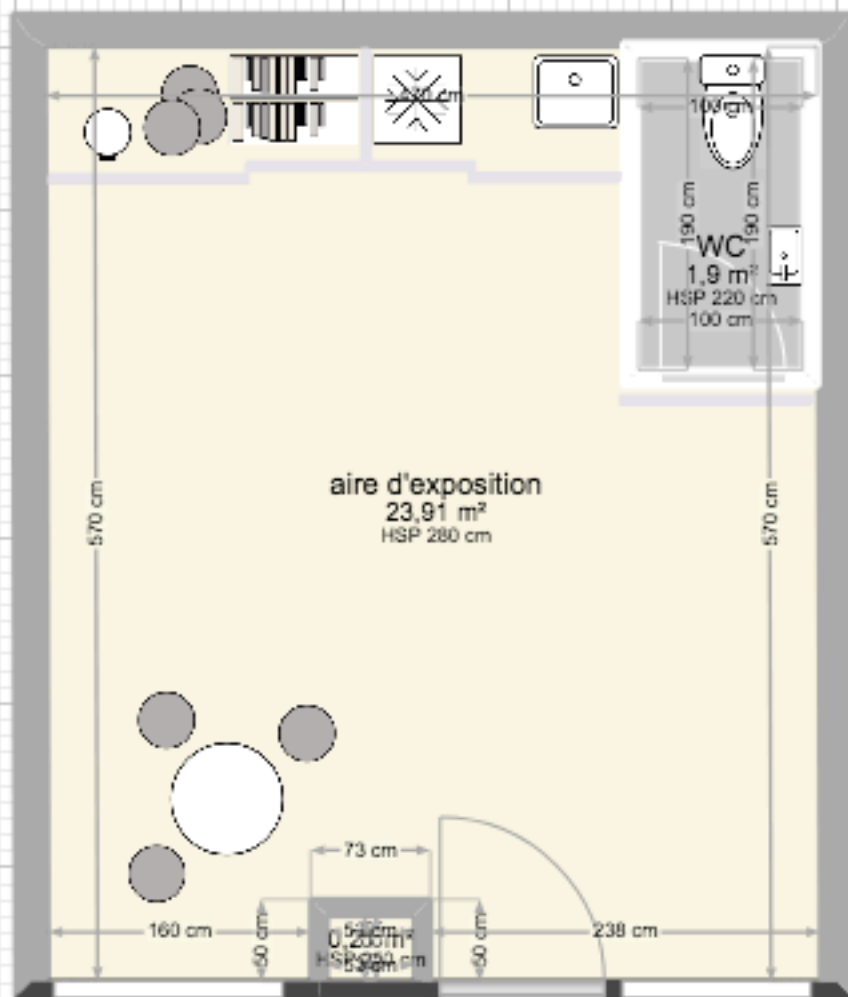 100 cm
190 cm
190 cm
WC
1,9 m²
HSP 220 cm
100 cm
aire d'exposition
23,91 m²
HSP 280 cm
570 cm
570 cm
73 cm
160 cm
50 cm
50 cm
238 cm